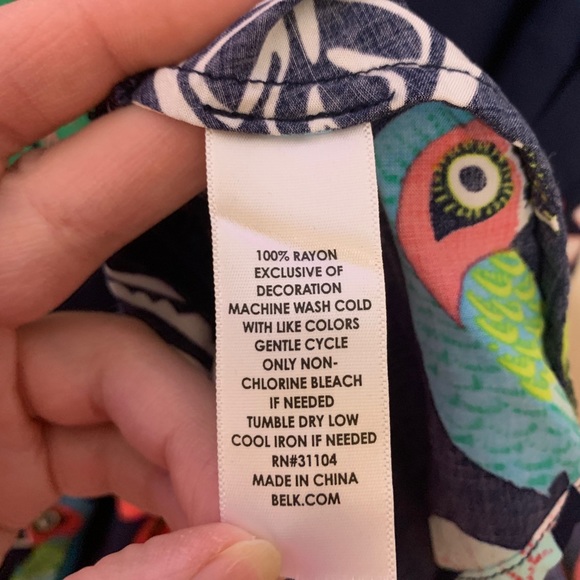 100% RAYON
EXCLUSIVE OF
DECORATION
MACHINE WASH COLD
WITH LIKE COLORS
GENTLE CYCLE
ONLY NON-
CHLORINE BLEACH
IF NEEDED
TUMBLE DRY LOW
COOL IRON IF NEEDED
RN#31104
MADE IN CHINA
BELK.COM